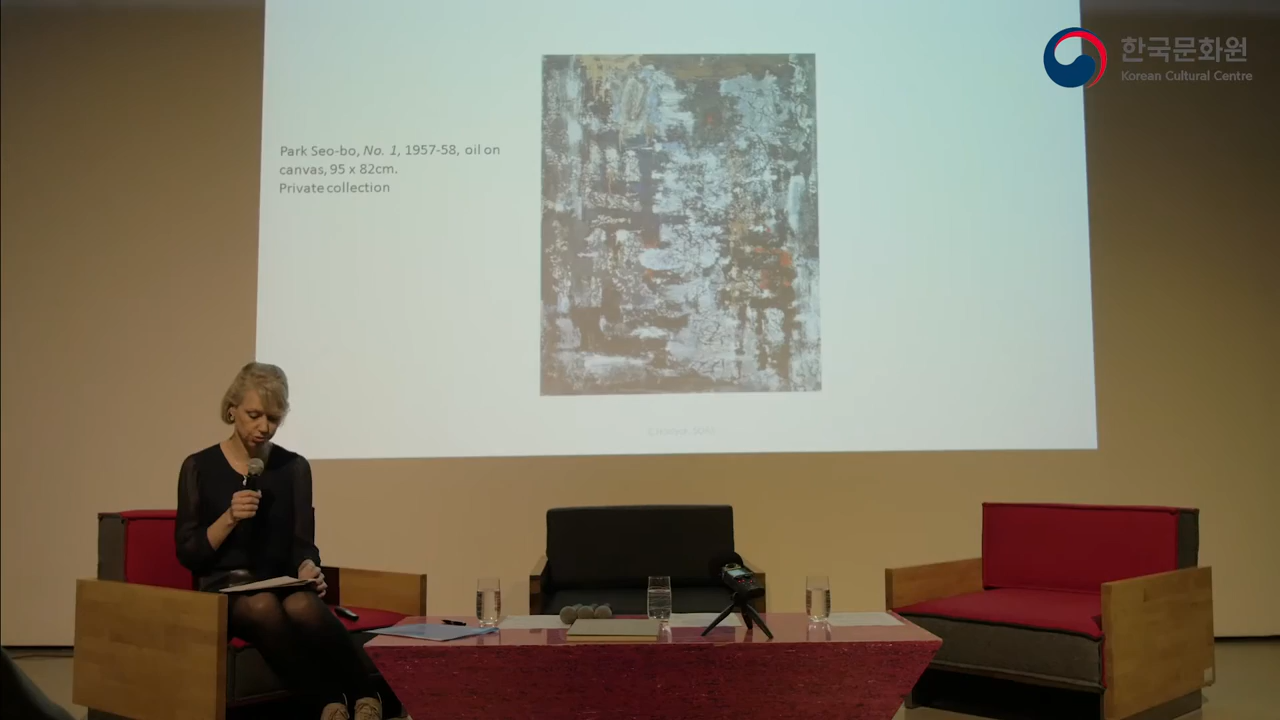 한국문화원
Korean Cultural Centre
Park Seo-bo, No. 1, 1957-58, oil on
canvas, 95 x 82cm.
Private collection